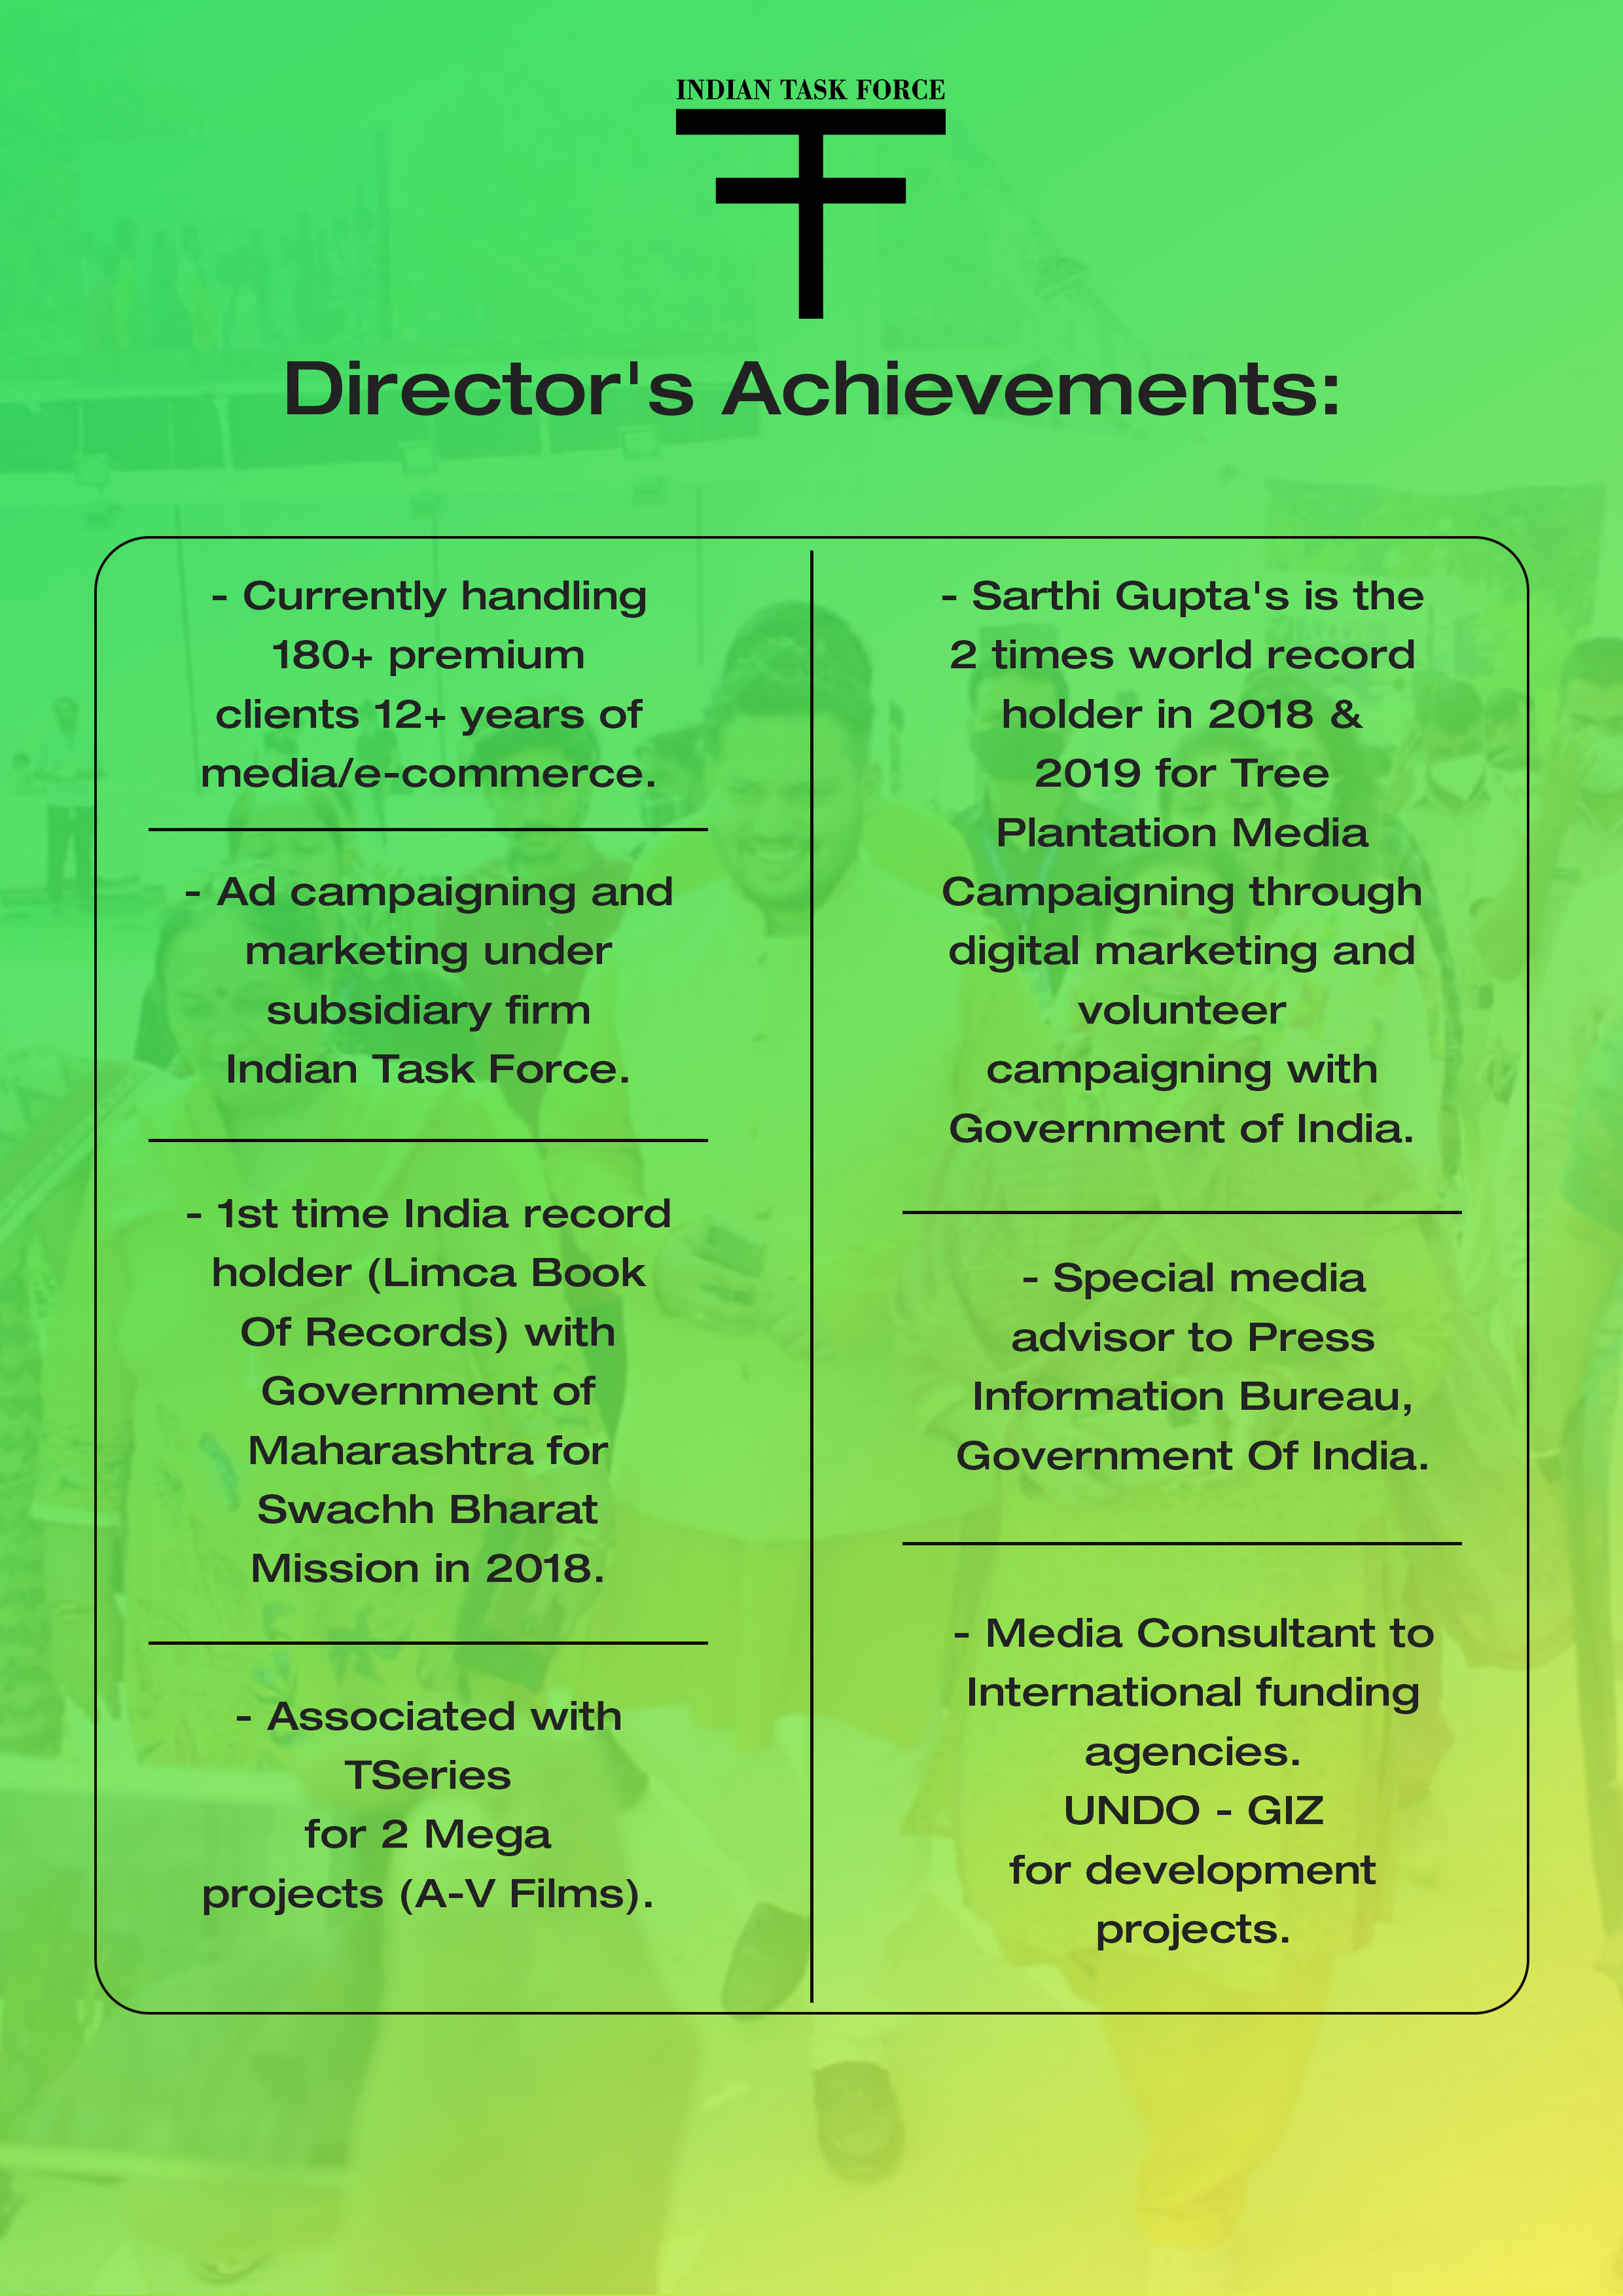 INDIAN TASK FORCE
Director's Achievements:
- Currently handling
180+ premium
clients 12+ years of
media/e-commerce.
- Ad campaigning and
marketing under
subsidiary firm
Indian Task Force.
- 1st time India record
holder (Limca Book
Of Records) with
Government of
Maharashtra for
Swachh Bharat
Mission in 2018.
- Associated with
TSeries
for 2 Mega
projects (A-V Films).
- Sarthi Gupta's is the
2 times world record
holder in 2018 &
2019 for Tree
Plantation Media
Campaigning through
digital marketing and
volunteer
campaigning with
Government of India.
- Special media
advisor to Press
Information Bureau,
Government Of India.
- Media Consultant to
International funding
agencies.
UNDO - GIZ
for development
projects.